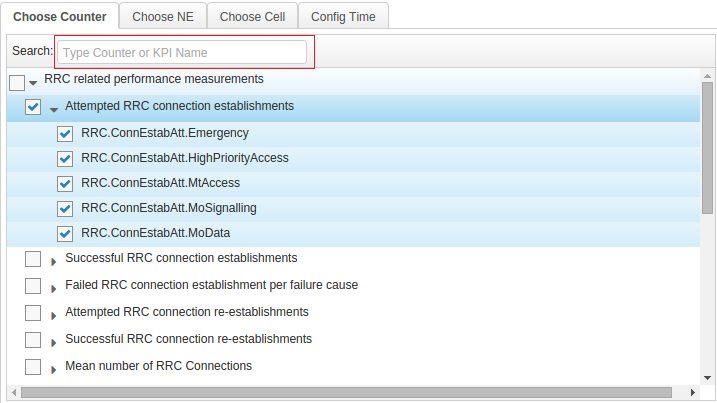 Choose Counter Choose NE Choose Cell Config Time
Search: Type Counter or KPI Name
RRC related performance measurements
Attempted RRC connection establishments
RRC.ConnEstabAtt.Emergency
RRC.ConnEstabAtt.HighPriorityAccess
RRC.ConnEstabAtt.MtAccess
RRC.ConnEstabAtt.MoSignalling
RRC.ConnEstabAtt.MoData
Successful RRC connection establishments
Failed RRC connection establishment per failure cause
Attempted RRC connection re-establishments
Successful RRC connection re-establishments
Mean number of RRC Connections